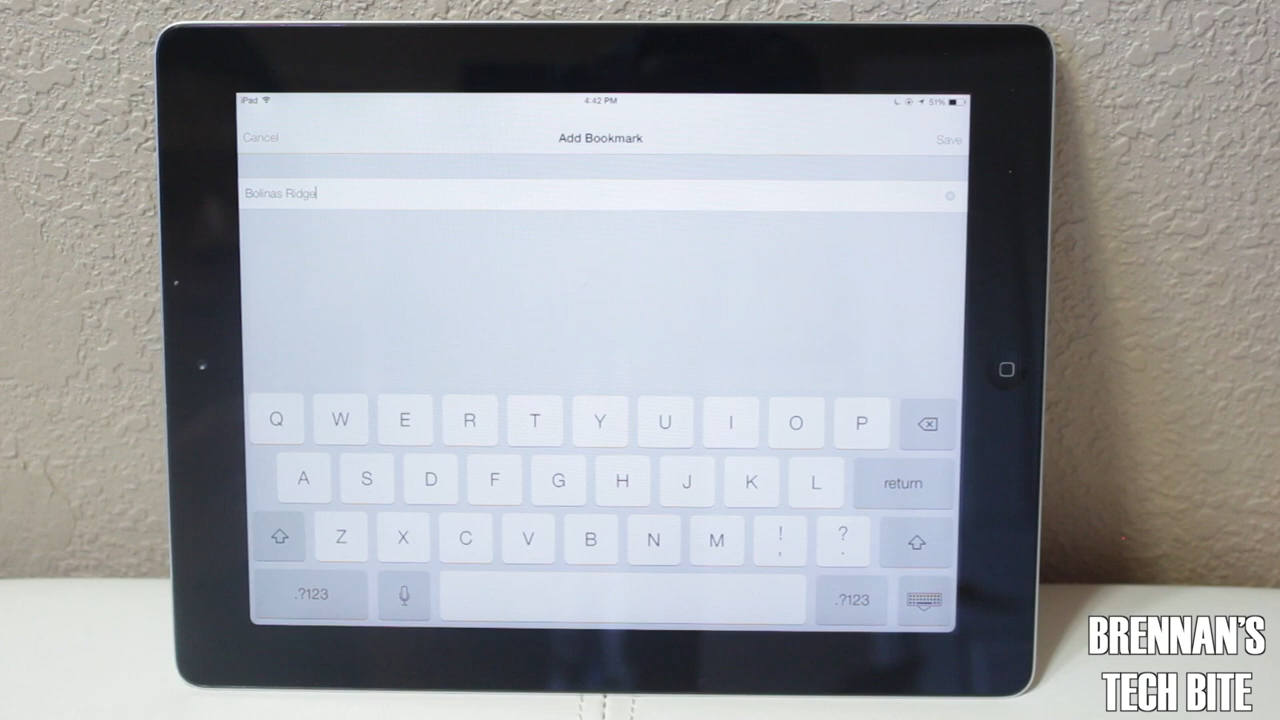 iPad 4:42 PM 51%
Cancel Add Bookmark Save
Bolinas Ridge
Q W E R T Y U I O P
A S D F G H J K L return
Z X C V B N M ! , ? .
.?123 .?123
BRENNAN'S
TECH BITE